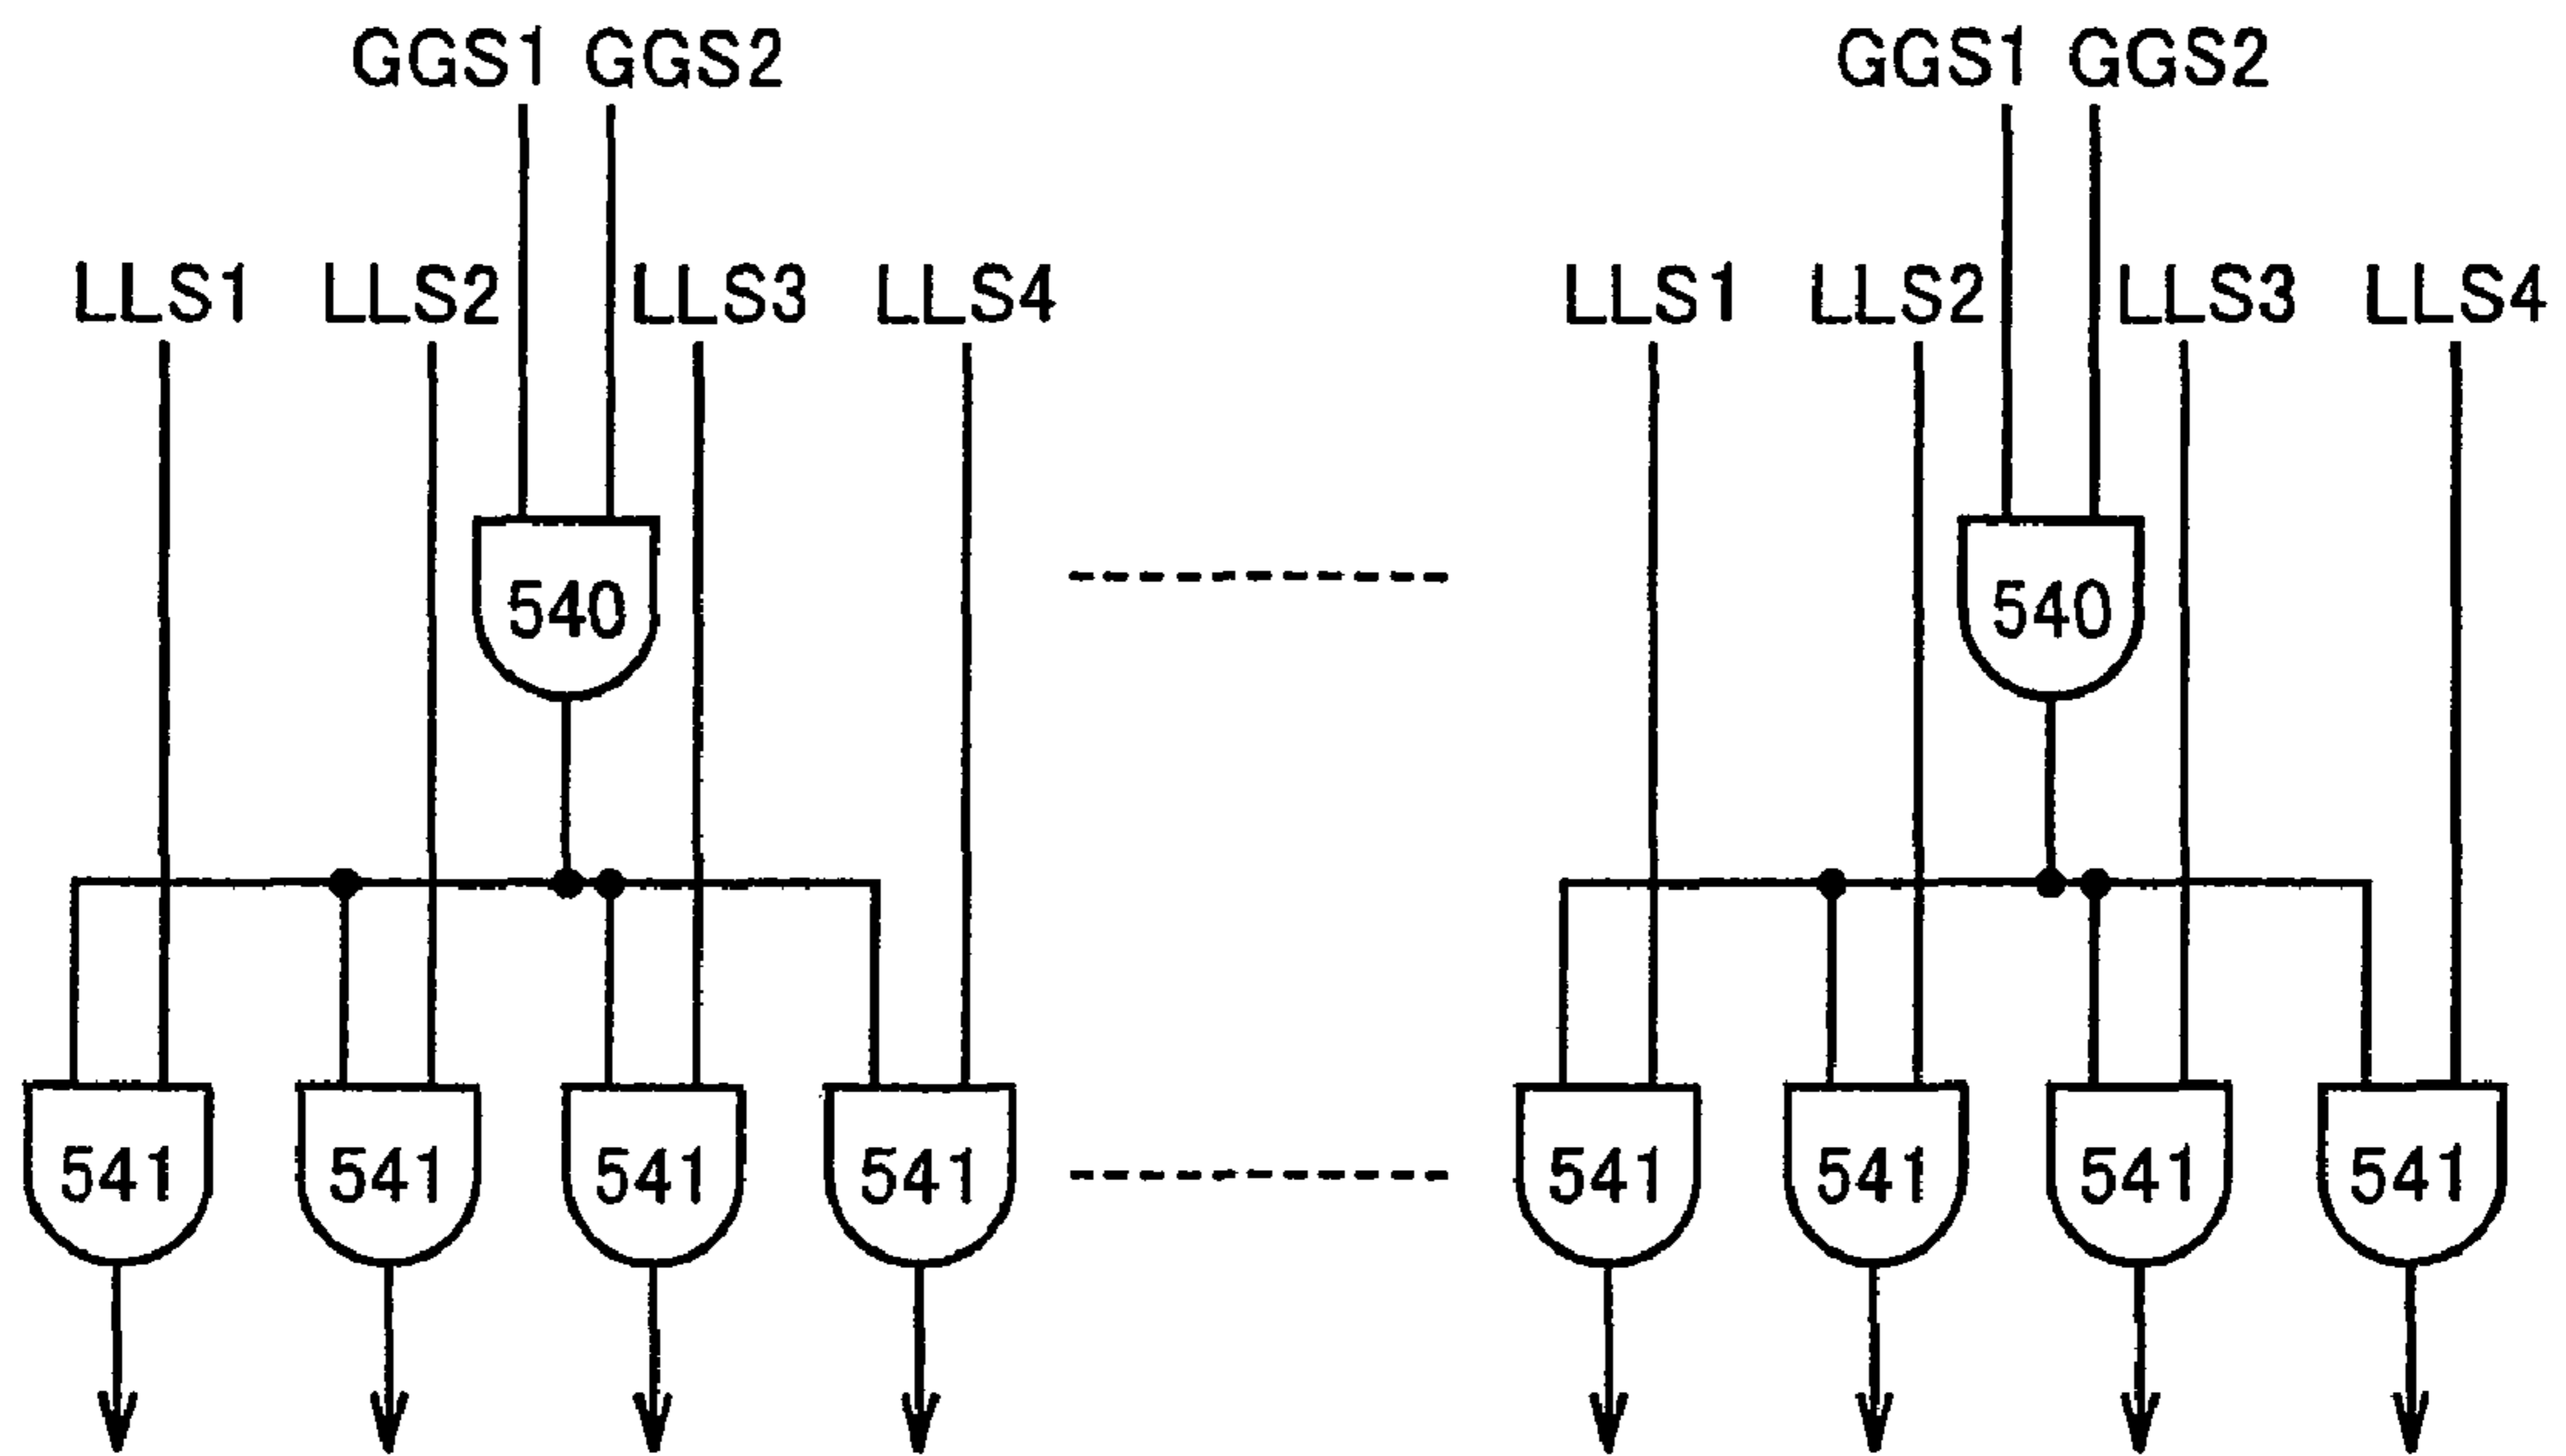 GGS1 GGS2 GGS1 GGS2
LLS1 LLS2 LLS3 LLS4 LLS1 LLS2 LLS3 LLS4
540 540
541 541 541 541 541 541 541 541